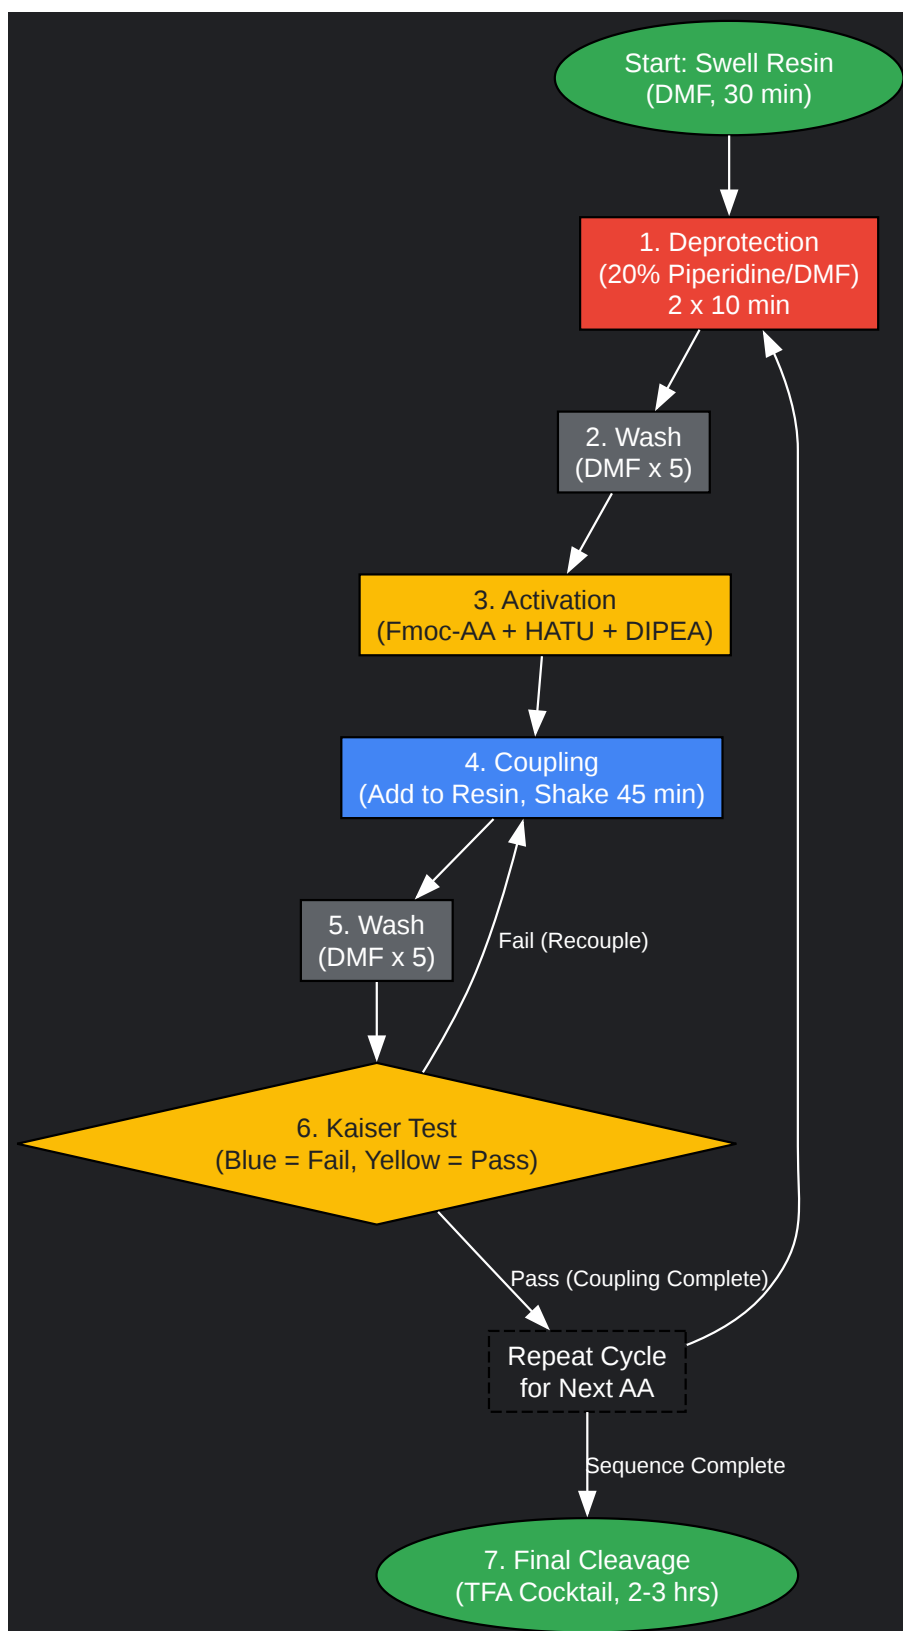 Start: Swell Resin
(DMF, 30 min)
1. Deprotection
(20% Piperidine/DMF)
2 x 10 min
2. Wash
(DMF x 5)
3. Activation
(Fmoc-AA + HATU + DIPEA)
4. Coupling
(Add to Resin, Shake 45 min)
5. Wash
(DMF x 5)
Fail (Recouple)
6. Kaiser Test
(Blue = Fail, Yellow = Pass)
Pass (Coupling Complete)
Repeat Cycle
for Next AA
Sequence Complete
7. Final Cleavage
(TFA Cocktail, 2-3 hrs)